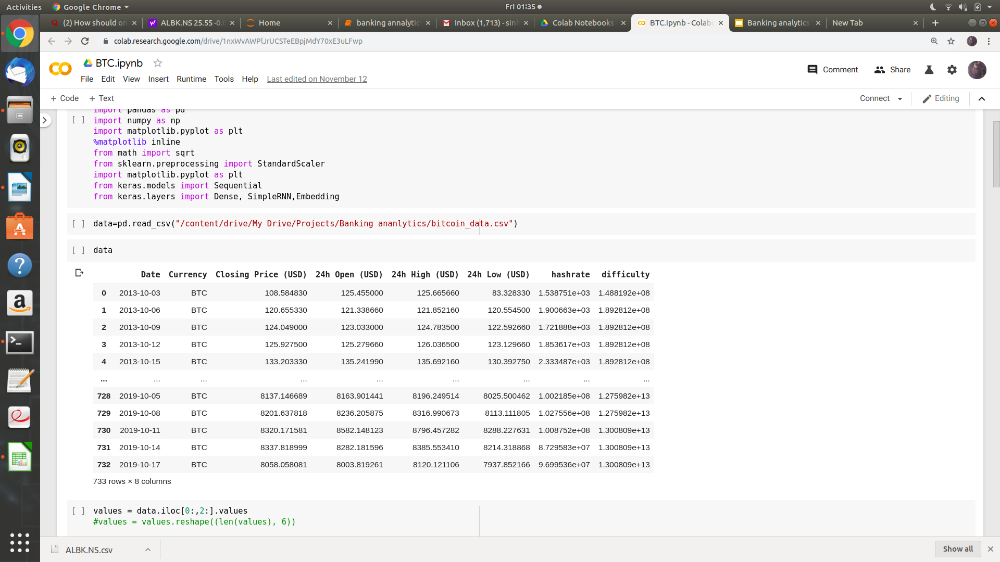 Activities Google Chrome Fri 01:35
(2) How should on ALBK.NS 25.55 -0.0 Home banking annalytic Inbox (1,713) - sinh Colab Notebooks BTC.ipynb - Colab Banking analytics New Tab
colab.research.google.com/drive/1nxWvAWPlJrUCSTeEBpjMdY70xE3uLFwp
BTC.ipynb
File Edit View Insert Runtime Tools Help Last edited on November 12
Comment Share
+ Code + Text Connect Editing
import pandas as pd
[ ] import numpy as np
import matplotlib.pyplot as plt
%matplotlib inline
from math import sqrt
from sklearn.preprocessing import StandardScaler
import matplotlib.pyplot as plt
from keras.models import Sequential
from keras.layers import Dense, SimpleRNN,Embedding
[ ] data=pd.read_csv("/content/drive/My Drive/Projects/Banking ananlytics/bitcoin_data.csv")
[ ] data
Date Currency Closing Price (USD) 24h Open (USD) 24h High (USD) 24h Low (USD) hashrate difficulty
0 2013-10-03 BTC 108.584830 125.455000 125.665660 83.328330 1.538751e+03 1.488192e+08
1 2013-10-06 BTC 120.655330 121.338660 121.852160 120.554500 1.900663e+03 1.892812e+08
2 2013-10-09 BTC 124.049000 123.033000 124.783500 122.592660 1.721888e+03 1.892812e+08
3 2013-10-12 BTC 125.927500 125.279660 126.036500 123.129660 1.853617e+03 1.892812e+08
4 2013-10-15 BTC 133.203330 135.241990 135.692160 130.392750 2.333487e+03 1.892812e+08
... ... ... ... ... ... ... ... ...
728 2019-10-05 BTC 8137.146689 8163.901441 8196.249514 8025.500462 1.002185e+08 1.275982e+13
729 2019-10-08 BTC 8201.637818 8236.205875 8316.990673 8113.111805 1.027556e+08 1.275982e+13
730 2019-10-11 BTC 8320.171581 8582.148123 8796.457282 8288.227631 1.008752e+08 1.300809e+13
731 2019-10-14 BTC 8337.818999 8282.181596 8385.553410 8214.318868 8.729583e+07 1.300809e+13
732 2019-10-17 BTC 8058.058081 8003.819261 8120.121106 7937.852166 9.699536e+07 1.300809e+13
733 rows × 8 columns
[ ] values = data.iloc[0:,2:].values
#values = values.reshape((len(values), 6))
ALBK.NS.csv Show all